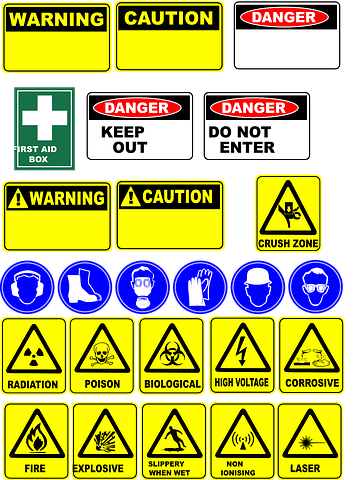 WARNING
CAUTION
DANGER
FIRST AID
BOX
DANGER
KEEP
OUT
DANGER
DO NOT
ENTER
WARNING
CAUTION
CRUSH ZONE
RADIATION
POISON
BIOLOGICAL
HIGH VOLTAGE
CORROSIVE
FIRE
EXPLOSIVE
SLIPPERY
WHEN WET
NON
IONISING
LASER